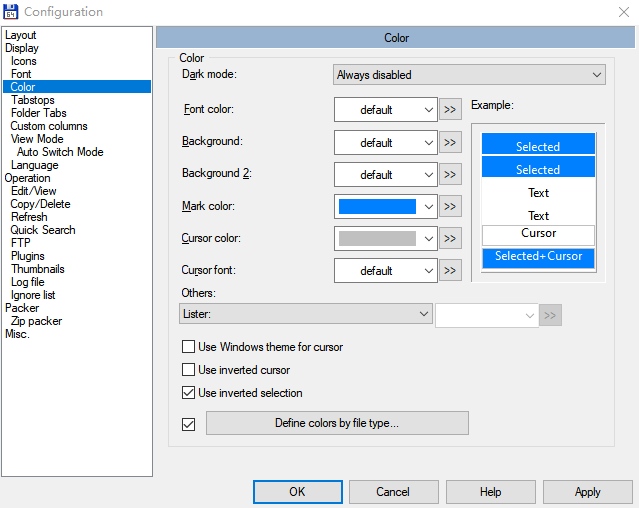 Configuration
Layout
Display
Icons
Font
Color
Tabstops
Folder Tabs
Custom columns
View Mode
Auto Switch Mode
Language
Operation
Edit/View
Copy/Delete
Refresh
Quick Search
FTP
Plugins
Thumbnails
Log file
Ignore list
Packer
Zip packer
Misc.
Color
Color
Dark mode: Always disabled
Font color: default >>
Background: default >>
Background 2: default >>
Mark color: >>
Cursor color: >>
Cursor font: default >>
Example:
Selected
Selected
Text
Text
Cursor
Selected+Cursor
Others:
Lister: >>
Use Windows theme for cursor
Use inverted cursor
Use inverted selection
Define colors by file type...
OK Cancel Help Apply